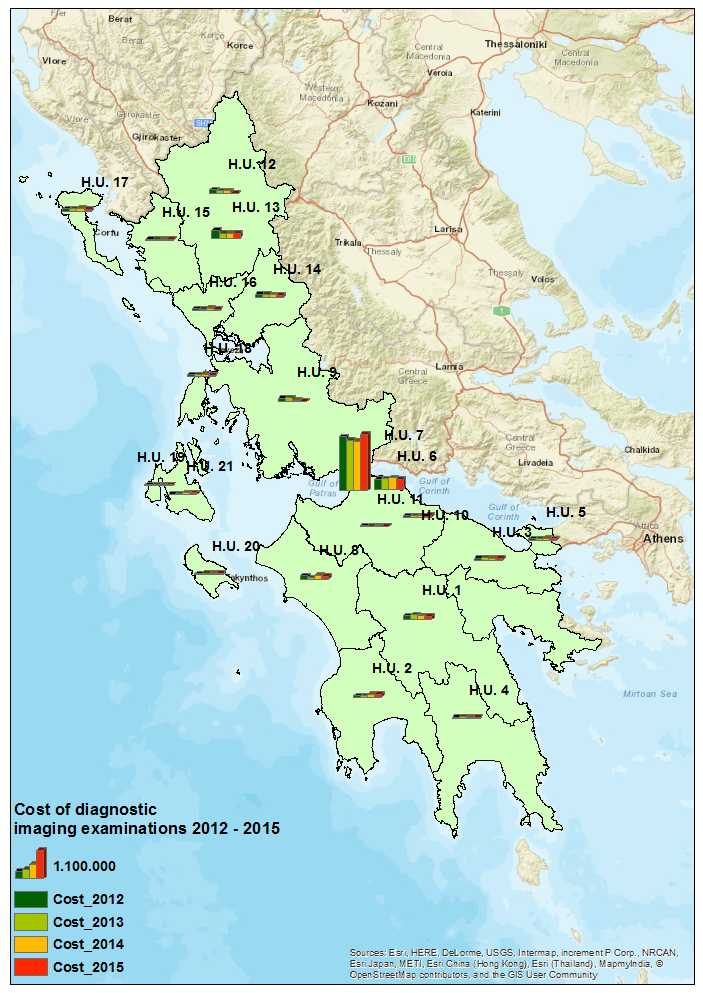 Berat
Korce
Korce
Vlore
Thessaloniki
Central
Macedonia
Central
Macedonia
Veroia
Western
Macedonia
Kozani
Katerini
Vlore
Gjirokaster
Gjirokaster
H.U. 12
H.U. 17
H.U. 13
H.U. 15
Corfu
Larisa
Trikala
Thessaly
H.U. 14
Thessaly
Volos
H.U. 16
1
H.U. 18
Lamia
H.U. 9
Central
Greece
H.U. 7
Central
Greece
Chalkida
H.U. 19
H.U. 6
Livadeia
H.U. 21
Gulf of
Patras
Gulf of
Corinth
H.U. 11
Gulf of
Corinth
H.U. 5
H.U. 10
Attica
H.U. 3
Athens
H.U. 20
H.U. 8
kynthos
H.U. 1
H.U. 2
H.U. 4
Mirtoan Sea
Cost of diagnostic
imaging examinations 2012 - 2015
1.100.000
Cost_2012
Cost_2013
Cost_2014
Cost_2015
Sources: Esri, HERE, DeLorme, USGS, Intermap, increment P Corp., NRCAN,
Esri Japan, METI, Esri China (Hong Kong), Esri (Thailand), MapmyIndia, ©
OpenStreetMap contributors, and the GIS User Community